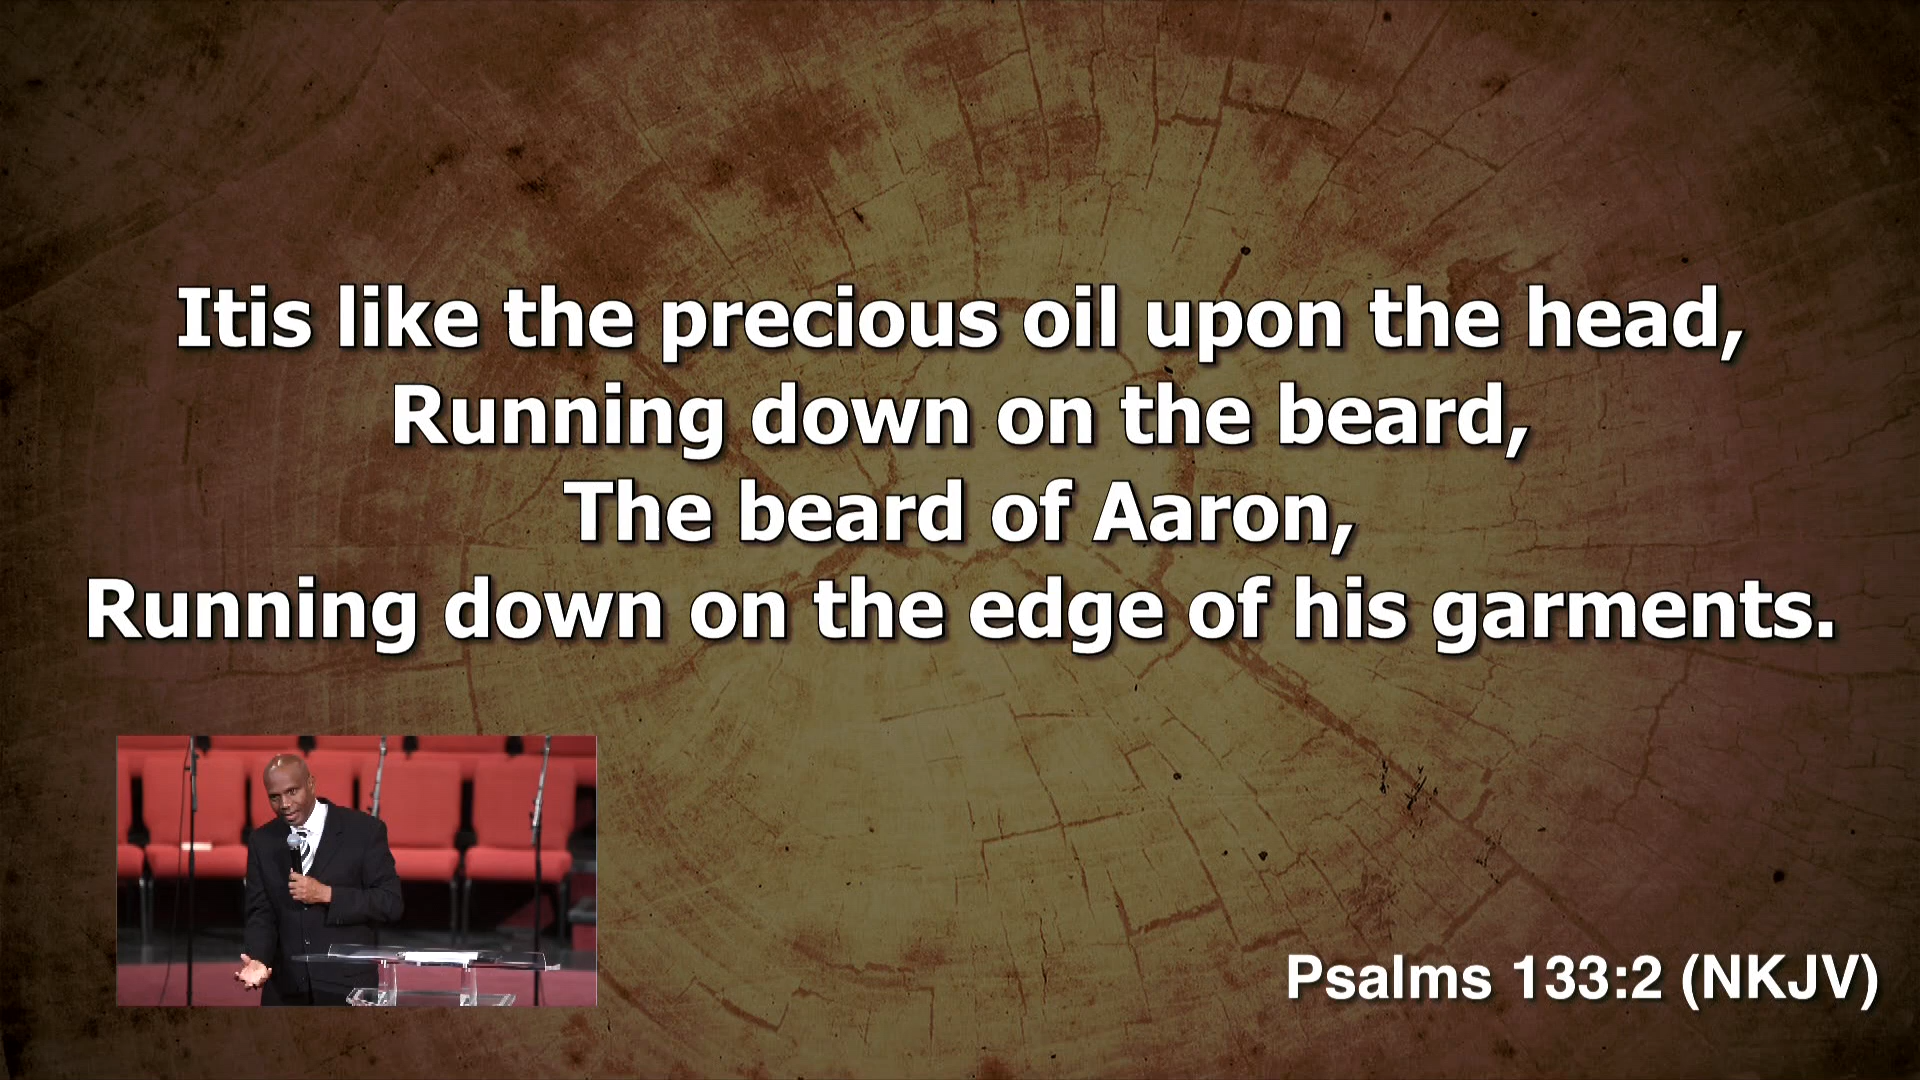 Itis like the precious oil upon the head,
Running down on the beard,
The beard of Aaron,
Running down on the edge of his garments.
Psalms 133:2 (NKJV)